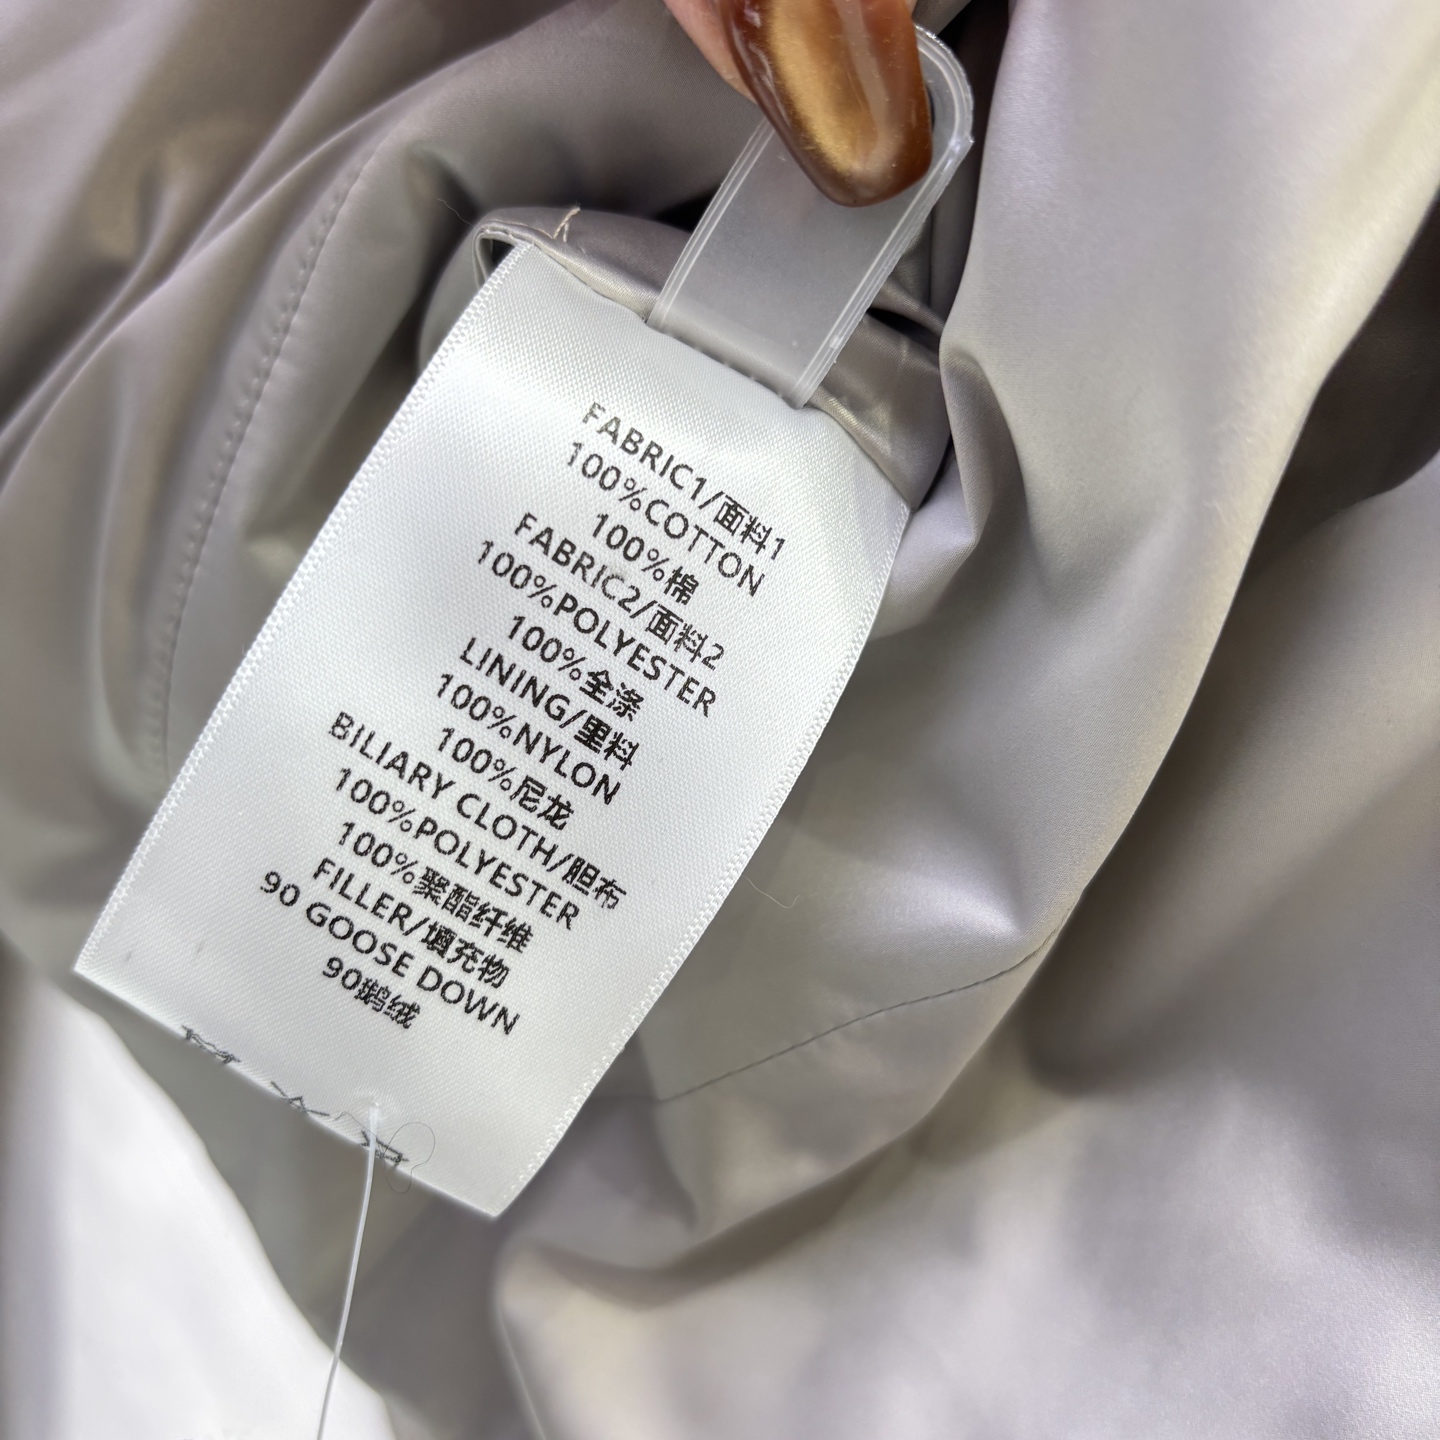 FABRIC1/面料1
100%COTTON
100%棉
FABRIC2/面料2
100%POLYESTER
100%全涤
LINING/里料
100%NYLON
100%尼龙
BILIARY CLOTH/胆布
100%POLYESTER
100%聚酯纤维
FILLER/填充物
90 GOOSE DOWN
90鹅绒